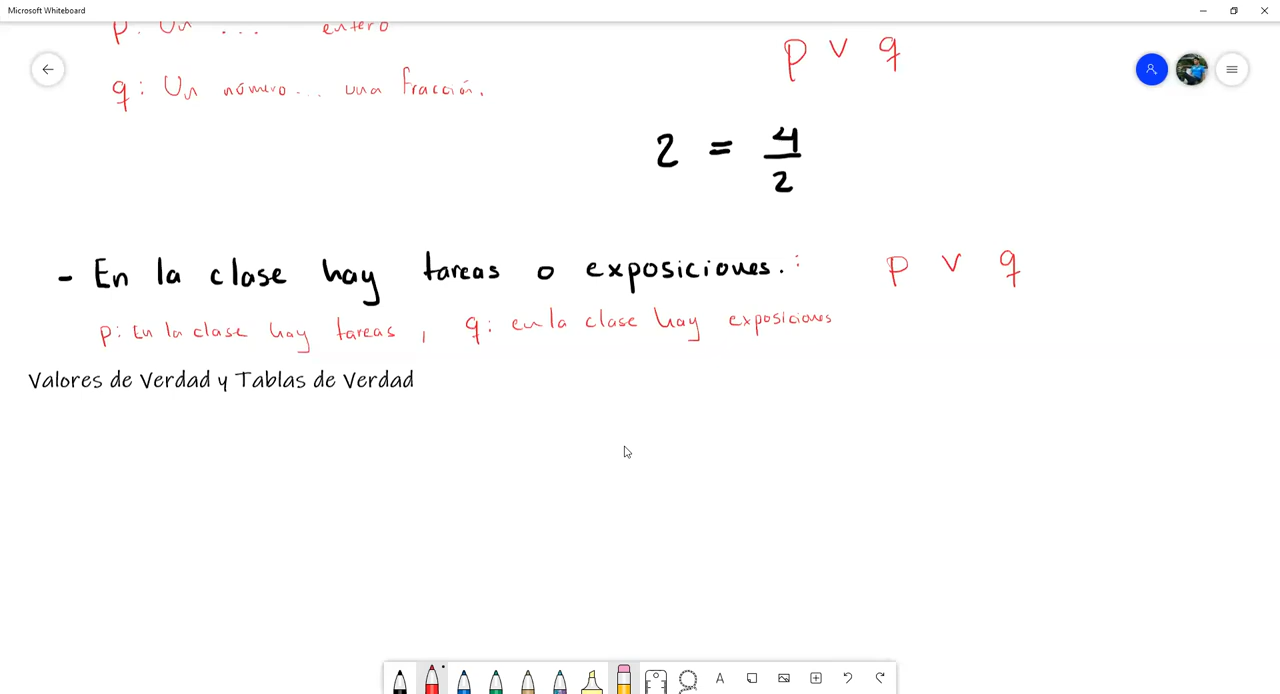 Microsoft Whiteboard
p: Un ... entero
p ∨ q
q: Un número... una fracción.
2 = 4/2
- En la clase hay tareas o exposiciones. : p ∨ q
p: En la clase hay tareas , q: en la clase hay exposiciones
Valores de Verdad y Tablas de Verdad
A